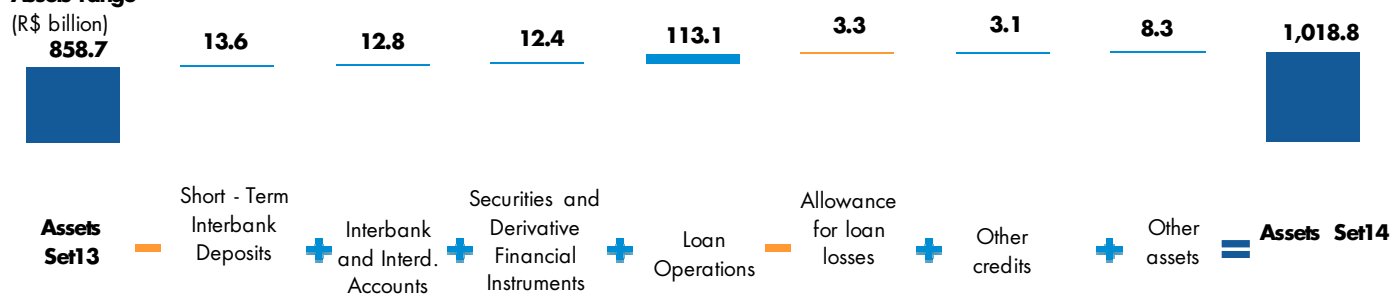 Assets range
(R$ billion)
858.7
13.6
12.8
12.4
113.1
3.3
3.1
8.3
1,018.8
Assets
Set13
Short - Term
Interbank
Deposits
Interbank
and Interd.
Accounts
Securities and
Derivative
Financial
Instruments
Loan
Operations
Allowance
for loan
losses
Other
credits
Other
assets
Assets Set14